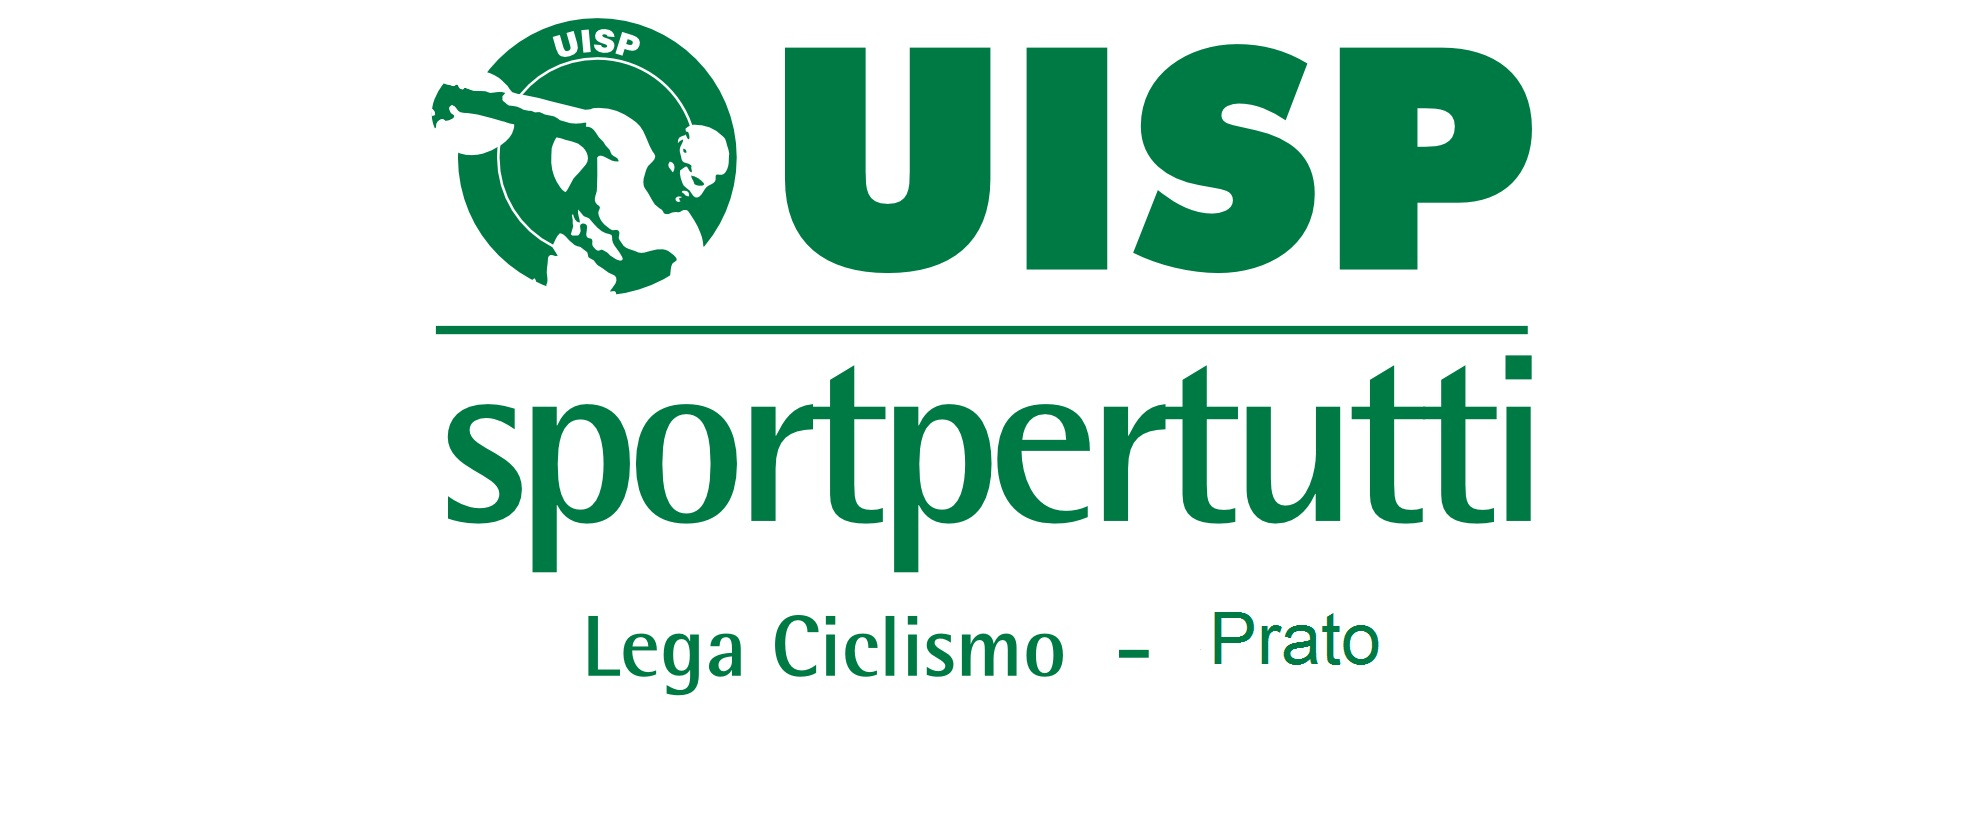 UISP
UISP
sportpertutti
Lega Ciclismo - Prato